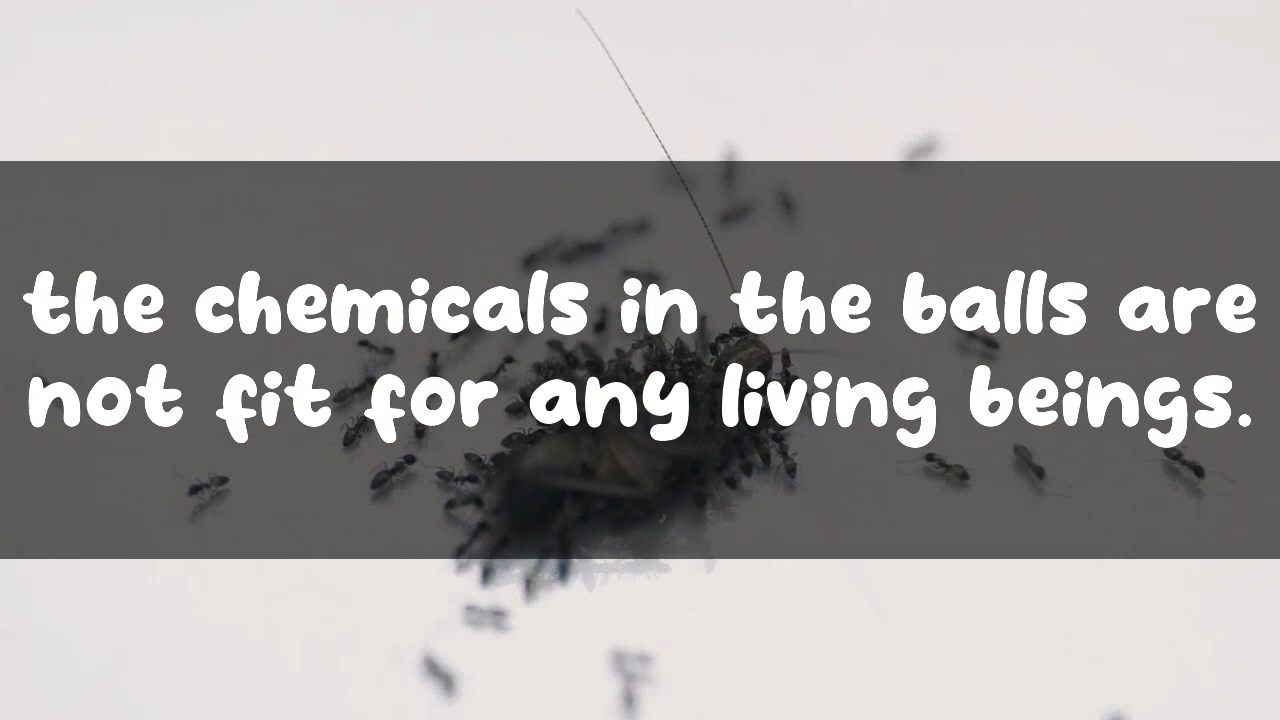 the chemicals in the balls are
not fit for any living beings.